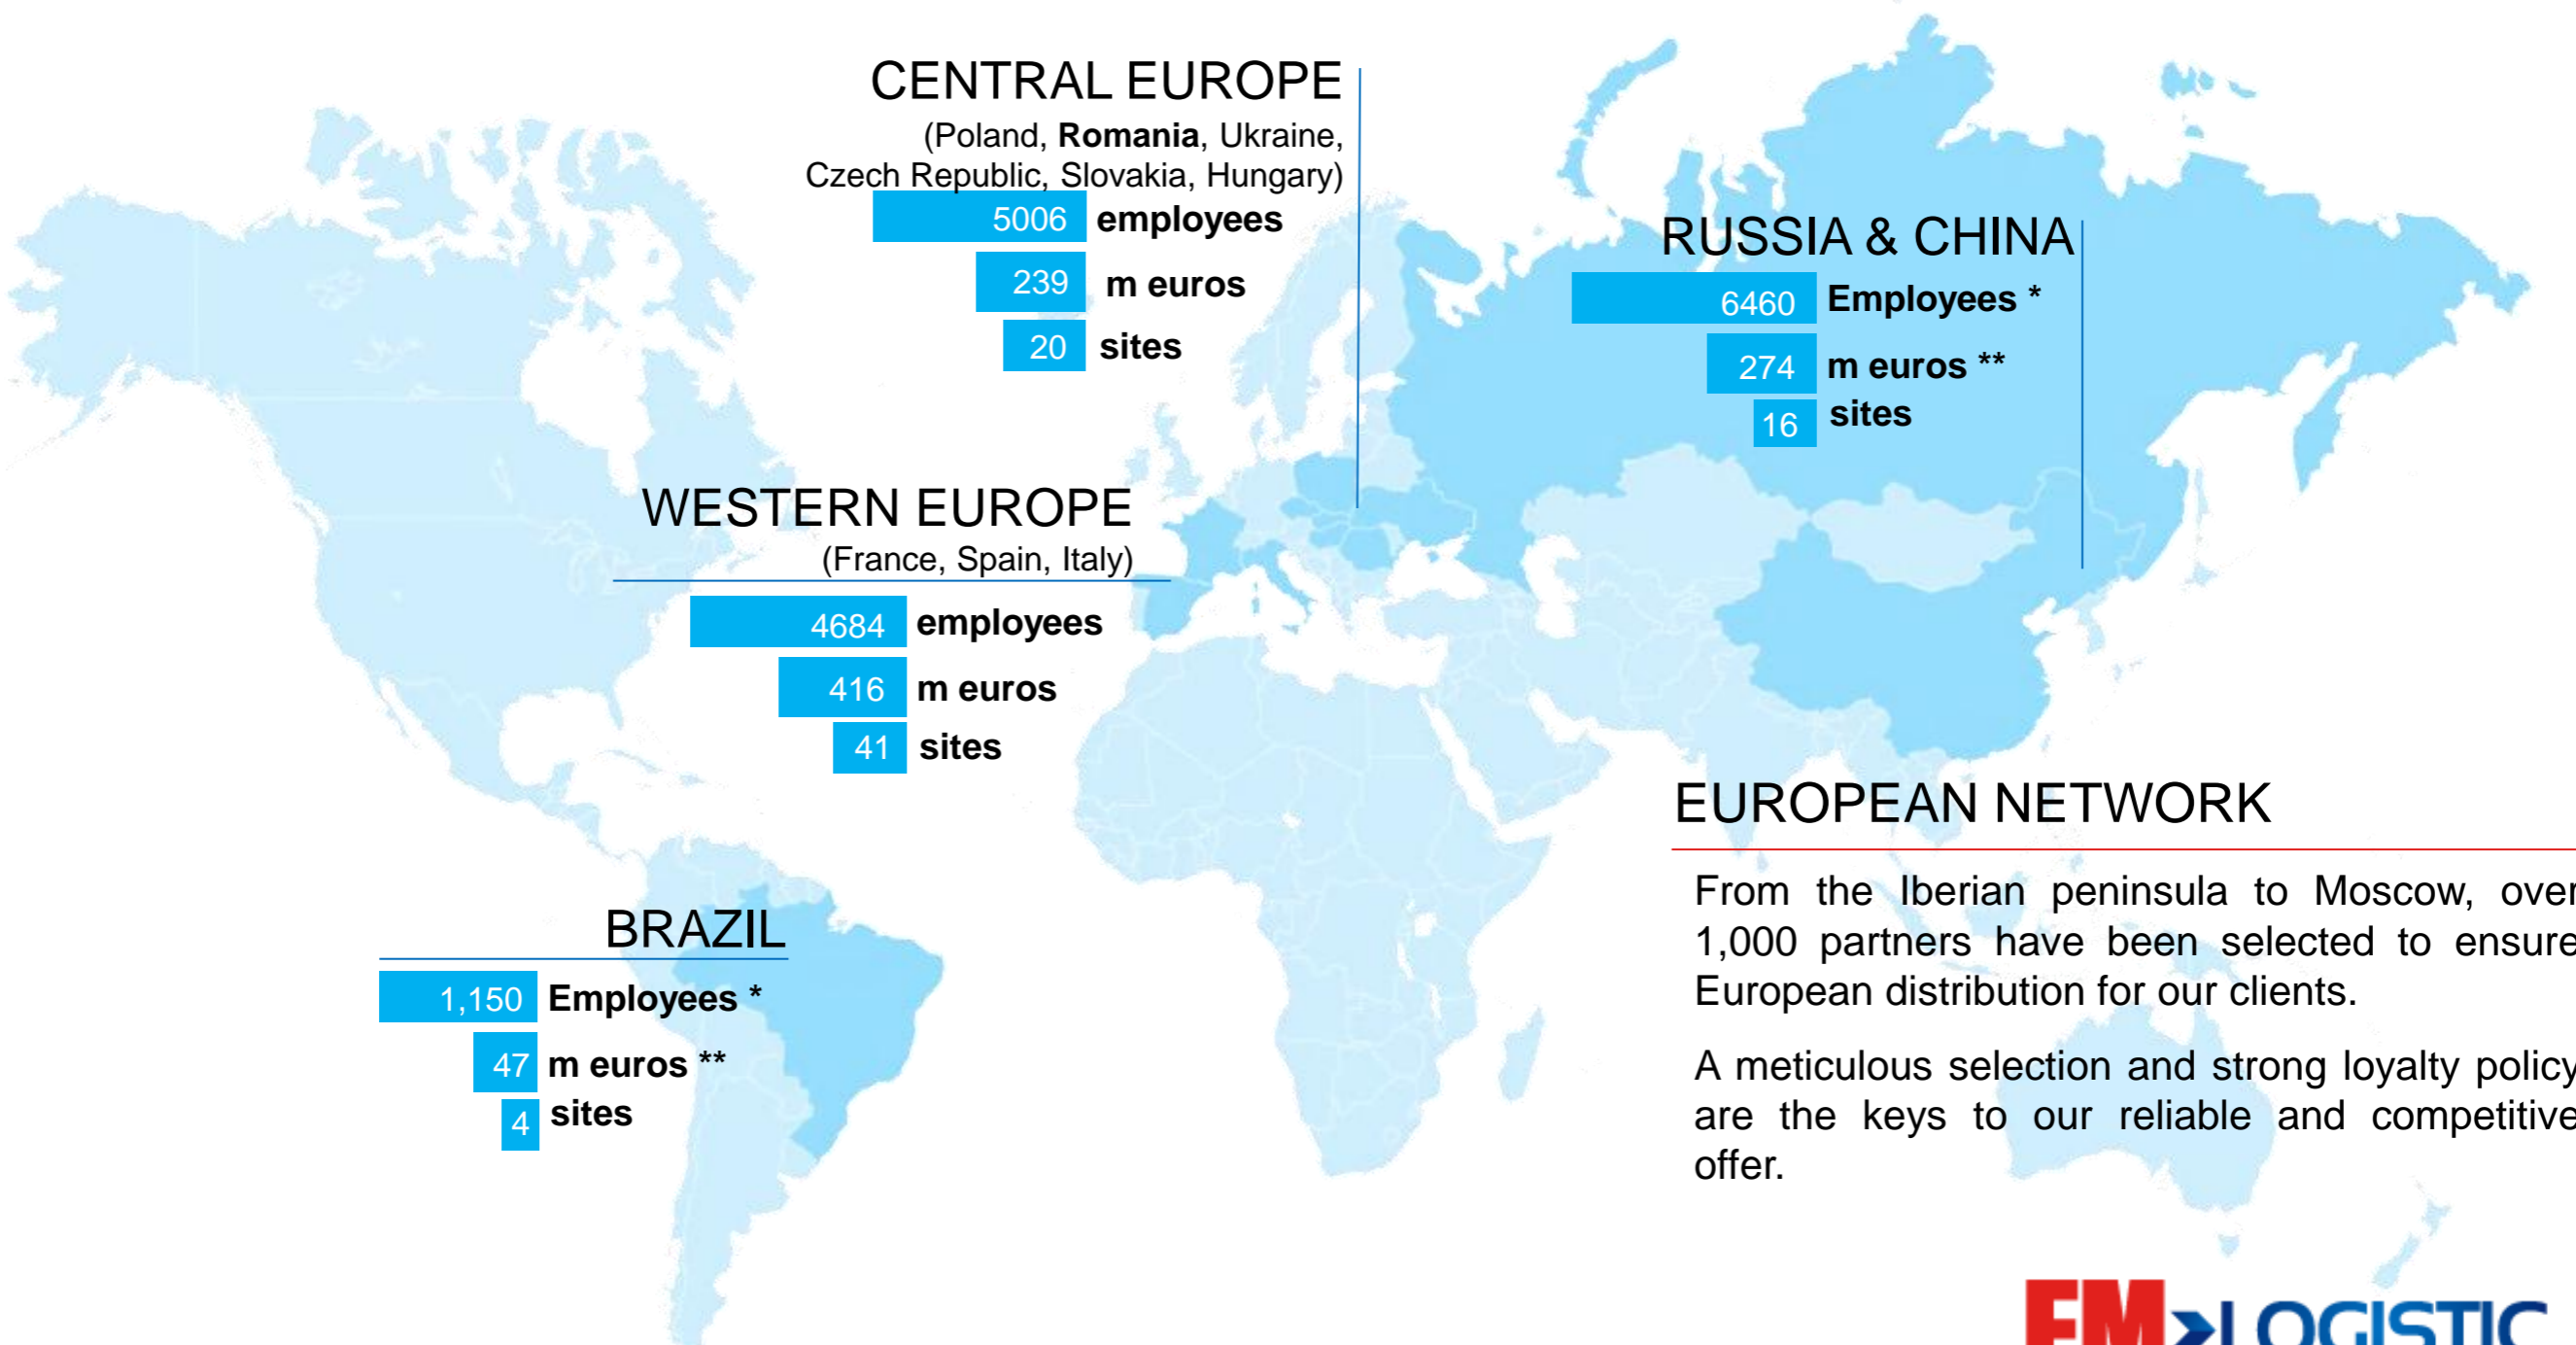 CENTRAL EUROPE
(Poland, Romania, Ukraine,
Czech Republic, Slovakia, Hungary)
5006 employees
239 m euros
20 sites
RUSSIA & CHINA
6460 Employees *
274 m euros **
16 sites
WESTERN EUROPE
(France, Spain, Italy)
4684 employees
416 m euros
41 sites
BRAZIL
1,150 Employees *
47 m euros **
4 sites
EUROPEAN NETWORK
From the Iberian peninsula to Moscow, over
1,000 partners have been selected to ensure
European distribution for our clients.
A meticulous selection and strong loyalty policy
are the keys to our reliable and competitive
offer.
FM LOGISTIC